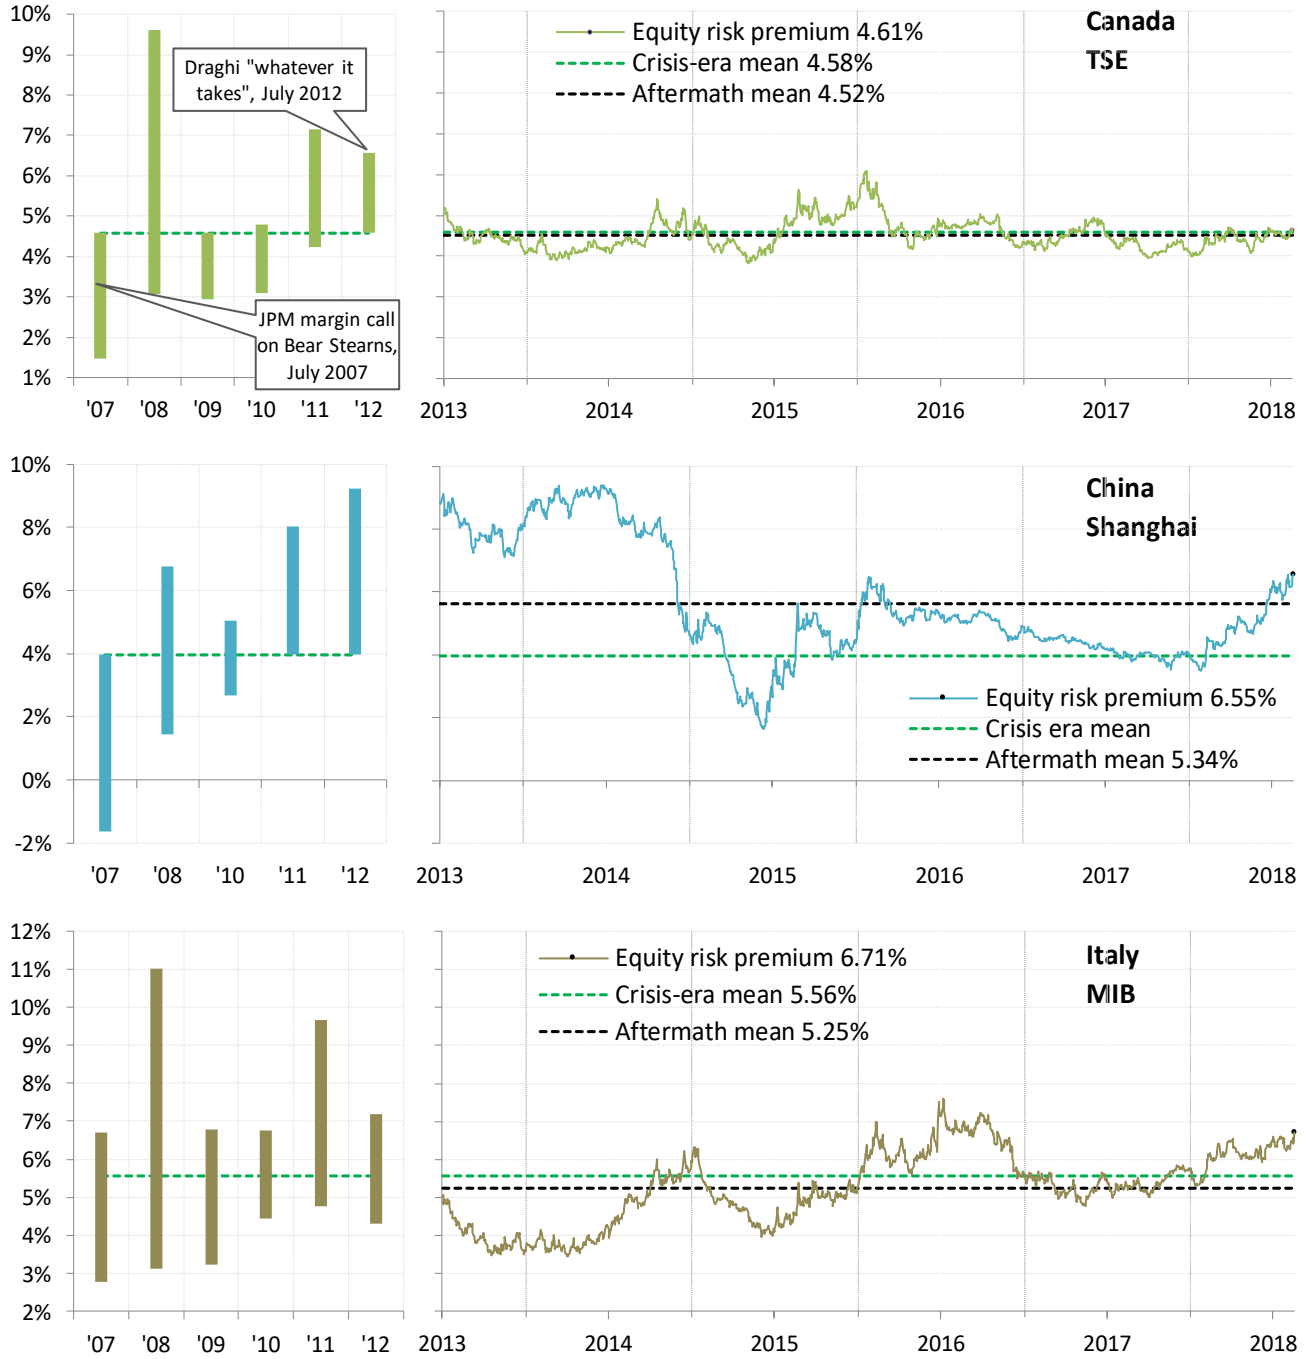 10%
9%
8%
7%
6%
5%
4%
3%
2%
1%
Draghi "whatever it
takes", July 2012
JPM margin call
on Bear Stearns,
July 2007
'07 '08 '09 '10 '11 '12
Equity risk premium 4.61%
Crisis-era mean 4.58%
Aftermath mean 4.52%
Canada
TSE
2013 2014 2015 2016 2017 2018
10%
8%
6%
4%
2%
0%
-2%
'07 '08 '10 '11 '12
China
Shanghai
Equity risk premium 6.55%
Crisis era mean
Aftermath mean 5.34%
2013 2014 2015 2016 2017 2018
12%
11%
10%
9%
8%
7%
6%
5%
4%
3%
2%
'07 '08 '09 '10 '11 '12
Equity risk premium 6.71%
Crisis-era mean 5.56%
Aftermath mean 5.25%
Italy
MIB
2013 2014 2015 2016 2017 2018